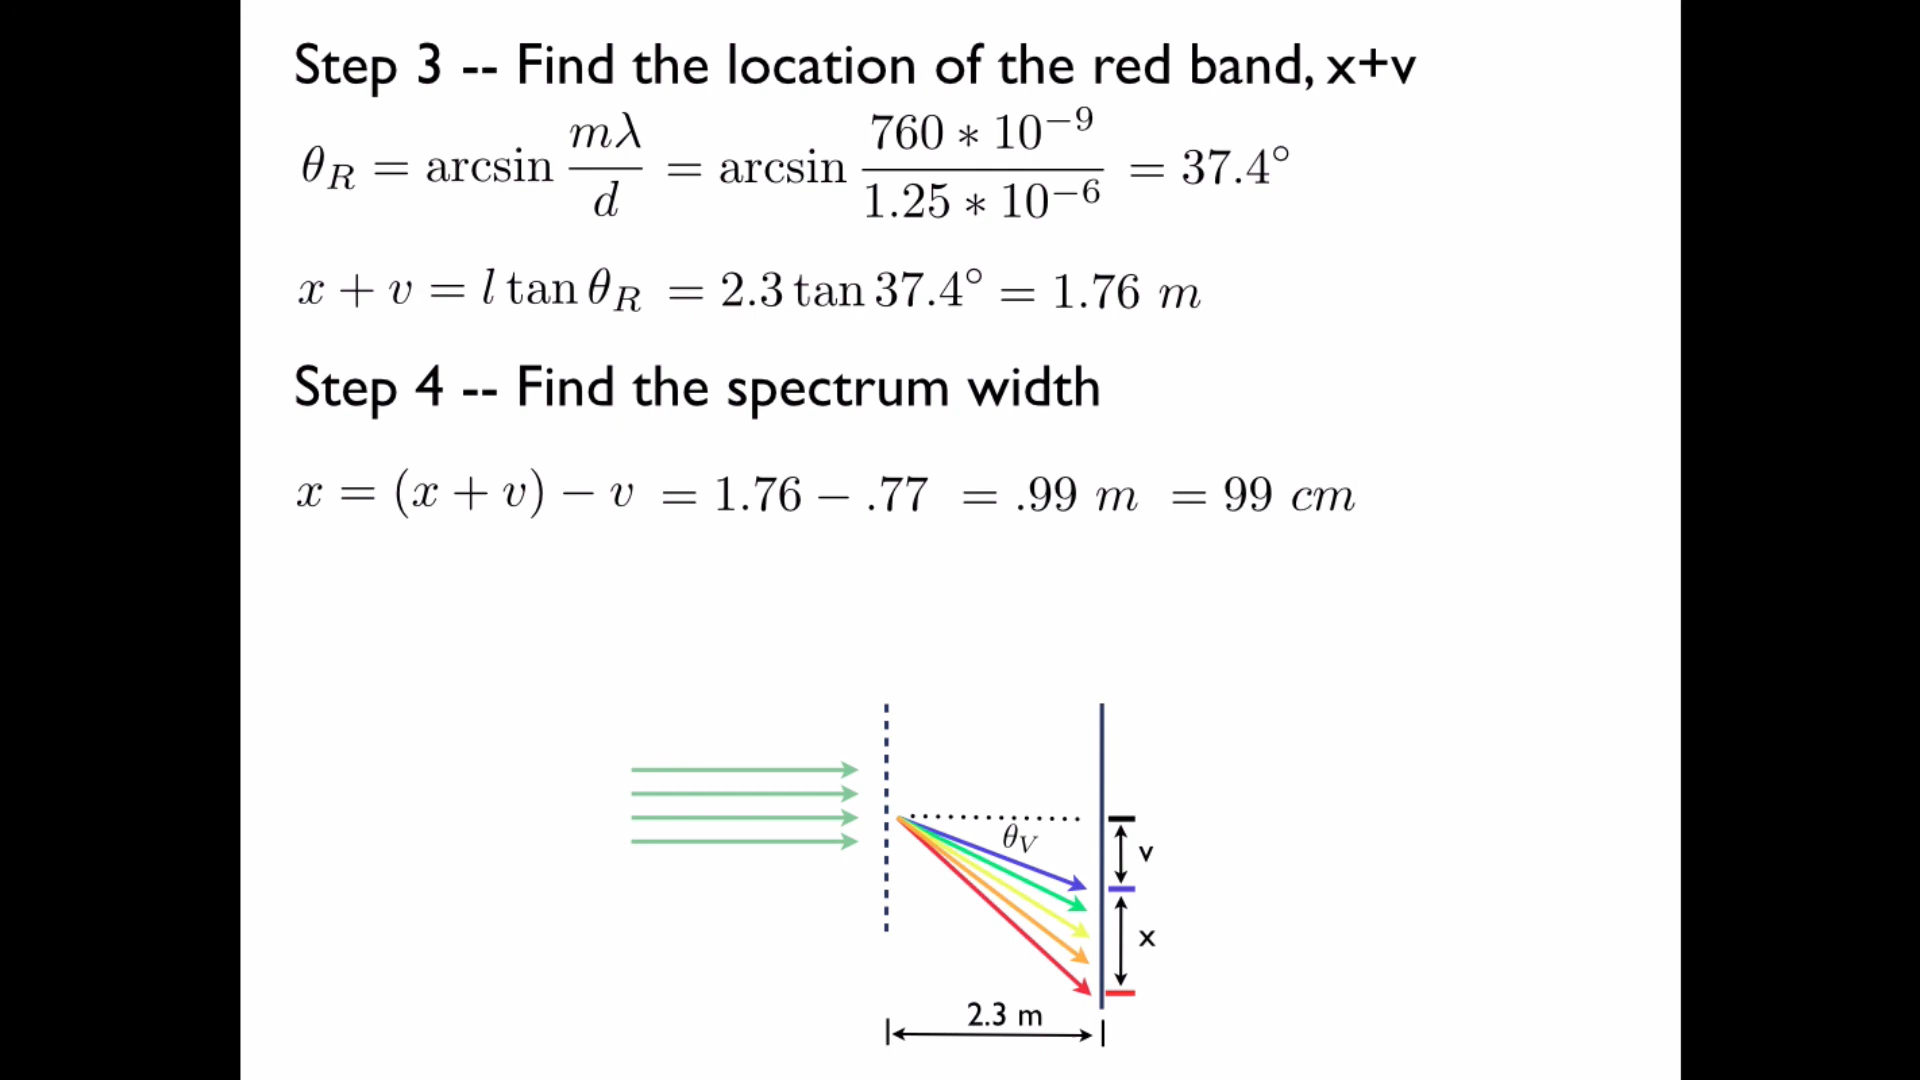 Step 3 -- Find the location of the red band, x+v
θ_R = arcsin mλ/d = arcsin 760 * 10^−9 / 1.25 * 10^−6 = 37.4°
x + v = l tan θ_R = 2.3 tan 37.4° = 1.76 m
Step 4 -- Find the spectrum width
x = (x + v) − v = 1.76 − .77 = .99 m = 99 cm
θ_V
v
x
2.3 m